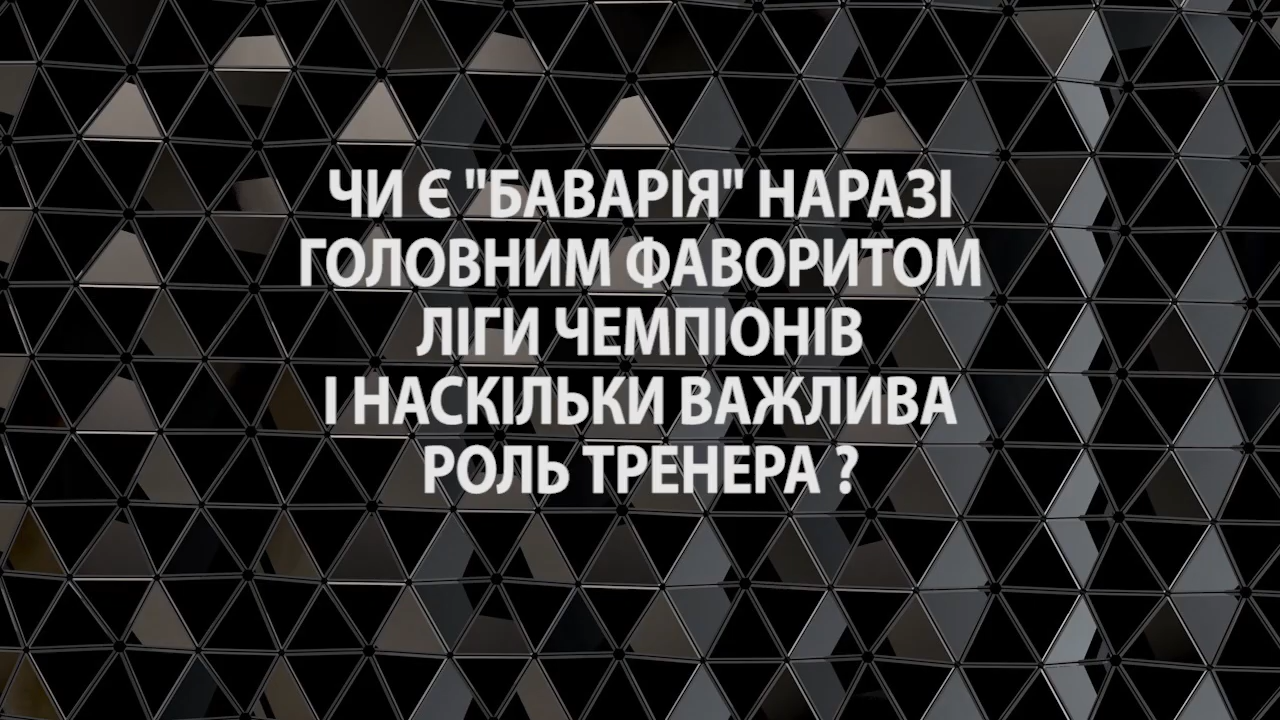 ЧИ Є "БАВАРІЯ" НАРАЗІ
ГОЛОВНИМ ФАВОРИТОМ
ЛІГИ ЧЕМПІОНІВ
І НАСКІЛЬКИ ВАЖЛИВА
РОЛЬ ТРЕНЕРА ?